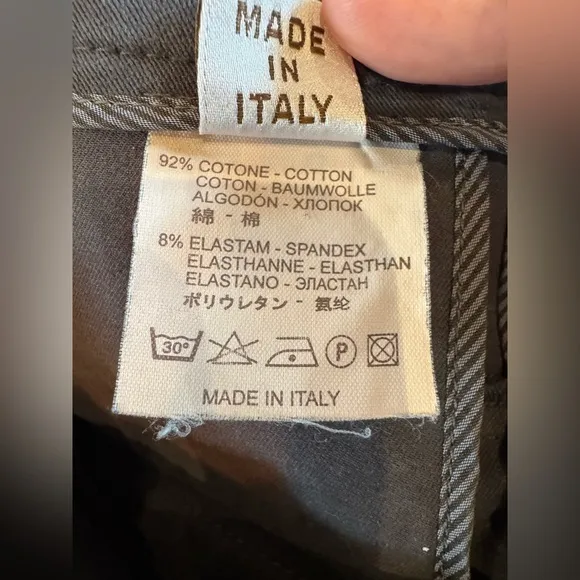 MADE
IN
ITALY
92% COTONE - COTTON
COTON - BAUMWOLLE
ALGODÓN - ХЛОПОК
綿 - 棉
8% ELASTAM - SPANDEX
ELASTHANNE - ELASTHAN
ELASTANO - ЭЛАСТАН
ポリウレタン - 氨纶
30° P
MADE IN ITALY